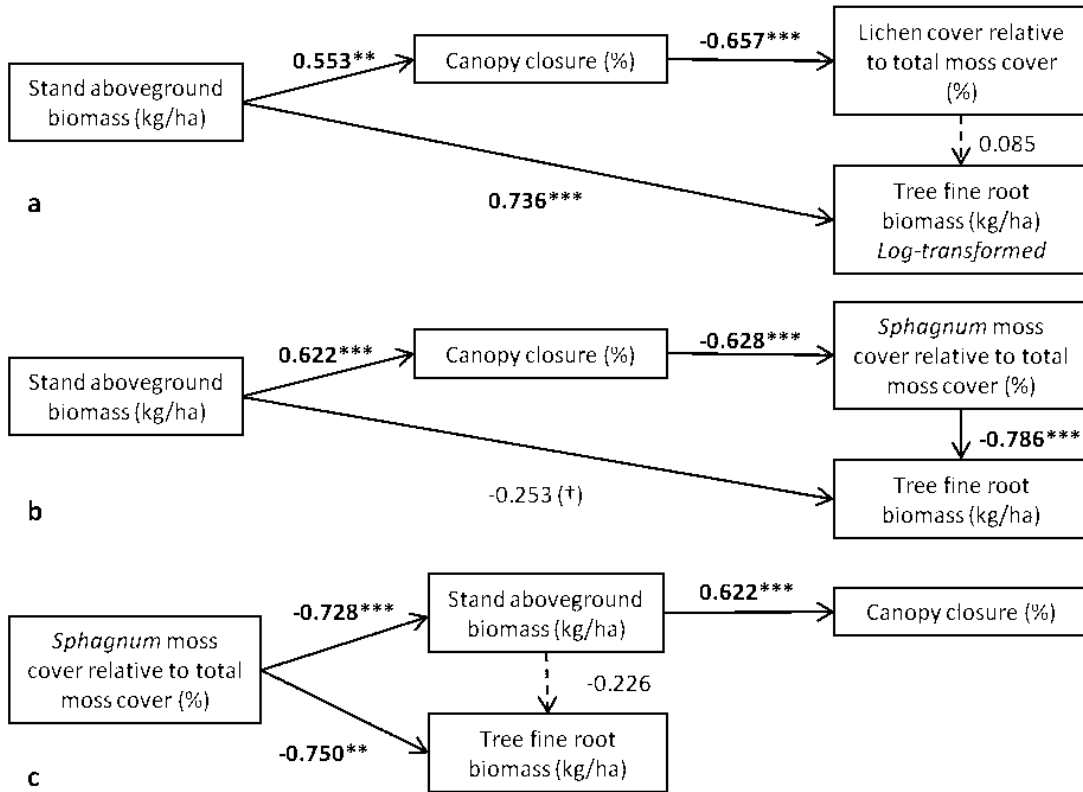 0.553**
-0.657***
Stand aboveground
biomass (kg/ha)
Canopy closure (%)
Lichen cover relative
to total moss cover
(%)
0.085
0.736***
Tree fine root
biomass (kg/ha)
Log-transformed
a
0.622***
-0.628***
Stand aboveground
biomass (kg/ha)
Canopy closure (%)
Sphagnum moss
cover relative to total
moss cover (%)
-0.786***
-0.253 (†)
Tree fine root
biomass (kg/ha)
b
-0.728***
0.622***
Sphagnum moss
cover relative to total
moss cover (%)
Stand aboveground
biomass (kg/ha)
Canopy closure (%)
-0.226
-0.750**
Tree fine root
biomass (kg/ha)
c